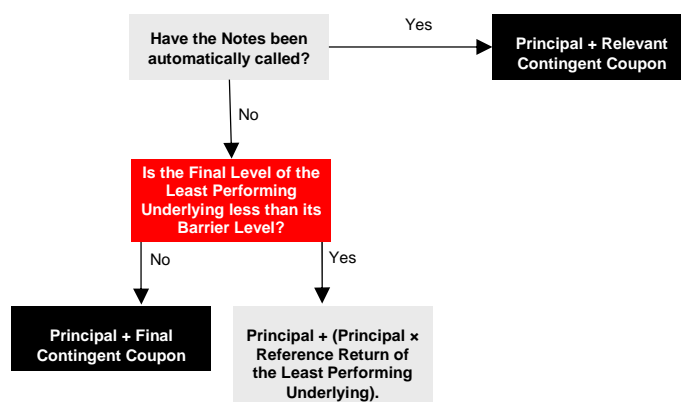 Have the Notes been
automatically called?
Yes
Principal + Relevant
Contingent Coupon
No
Is the Final Level of the
Least Performing
Underlying less than its
Barrier Level?
No
Yes
Principal + Final
Contingent Coupon
Principal + (Principal ×
Reference Return of
the Least Performing
Underlying).